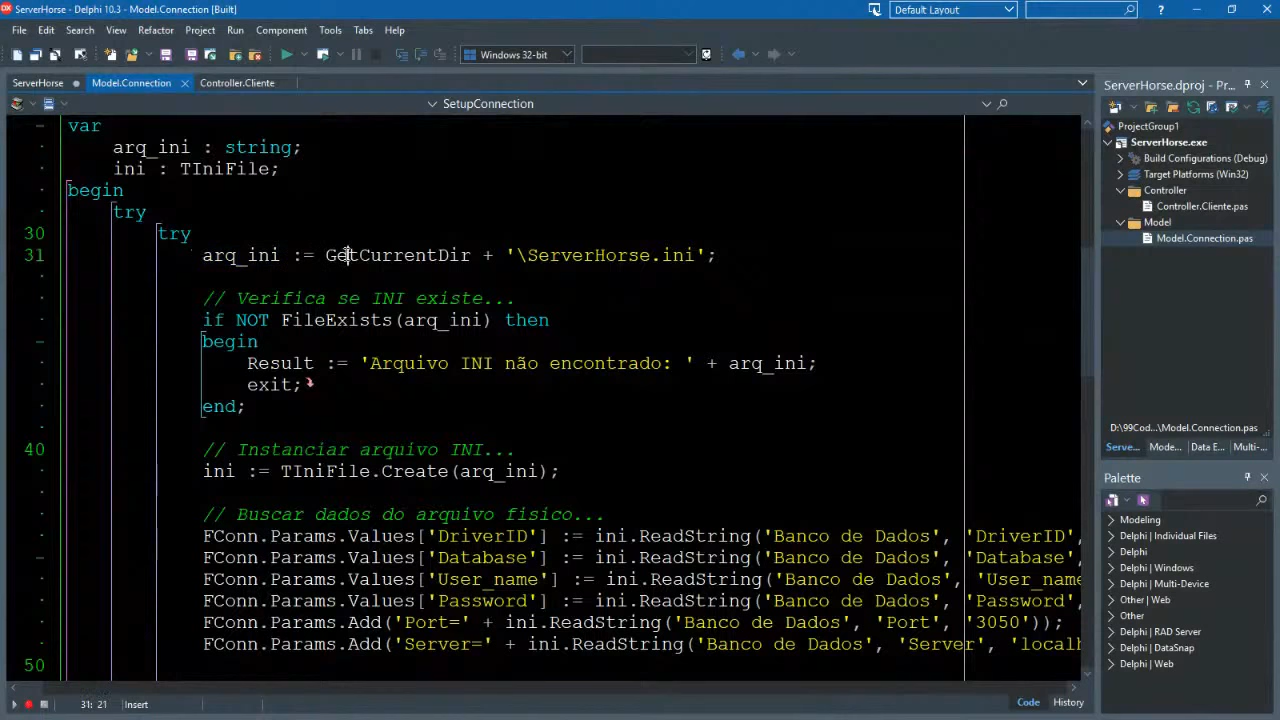 DX ServerHorse - Delphi 10.3 - Model.Connection [Built]
Default Layout
?
File Edit Search View Refactor Project Run Component Tools Tabs Help
Windows 32-bit
ServerHorse Model.Connection Controller.Cliente
SetupConnection
var
arq_ini : string;
ini : TIniFile;
begin
try
30 try
31 arq_ini := GetCurrentDir + '\ServerHorse.ini';
// Verifica se INI existe...
if NOT FileExists(arq_ini) then
begin
Result := 'Arquivo INI não encontrado: ' + arq_ini;
exit;
end;
40 // Instanciar arquivo INI...
ini := TIniFile.Create(arq_ini);
// Buscar dados do arquivo fisico...
FConn.Params.Values['DriverID'] := ini.ReadString('Banco de Dados', 'DriverID',
FConn.Params.Values['Database'] := ini.ReadString('Banco de Dados', 'Database',
FConn.Params.Values['User_name'] := ini.ReadString('Banco de Dados', 'User_name
FConn.Params.Values['Password'] := ini.ReadString('Banco de Dados', 'Password',
FConn.Params.Add('Port=' + ini.ReadString('Banco de Dados', 'Port', '3050'));
FConn.Params.Add('Server=' + ini.ReadString('Banco de Dados', 'Server', 'localh
50
31: 21 Insert
Code History
ServerHorse.dproj - Pr...
ProjectGroup1
ServerHorse.exe
Build Configurations (Debug)
Target Platforms (Win32)
Controller
Controller.Cliente.pas
Model
Model.Connection.pas
D:\99Cod...\Model.Connection.pas
Serve... Mode... Data E... Multi-...
Palette
Modeling
Delphi | Individual Files
Delphi
Delphi | Windows
Delphi | Multi-Device
Other | Web
Other
Delphi | RAD Server
Delphi | DataSnap
Delphi | Web